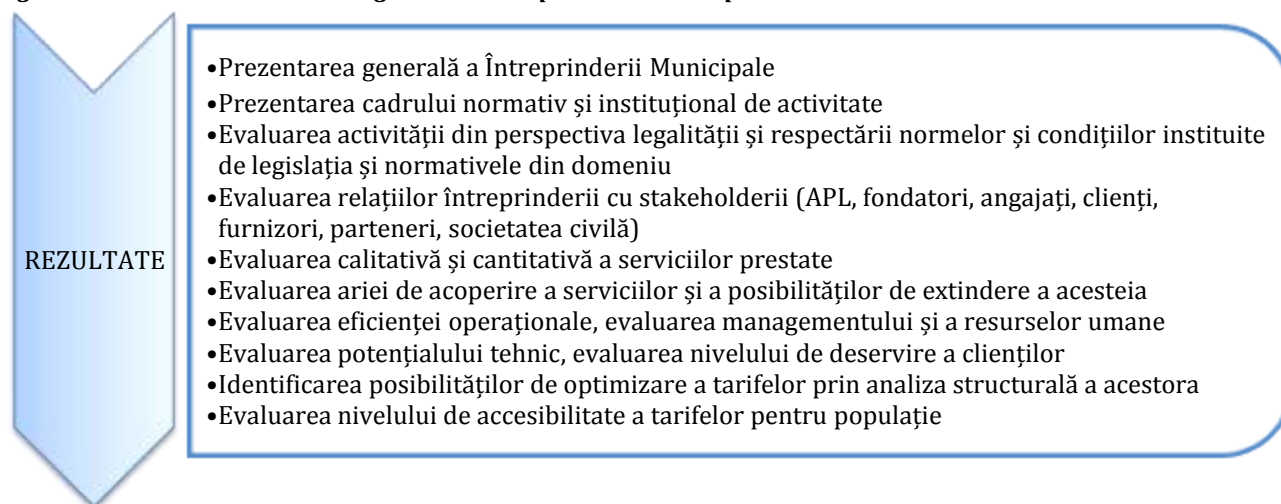 REZULTATE
•Prezentarea generală a Întreprinderii Municipale
•Prezentarea cadrului normativ și instituțional de activitate
•Evaluarea activității din perspectiva legalității și respectării normelor și condițiilor instituite
de legislația și normativele din domeniu
•Evaluarea relațiilor întreprinderii cu stakeholderii (APL, fondatori, angajați, clienți,
furnizori, parteneri, societatea civilă)
•Evaluarea calitativă și cantitativă a serviciilor prestate
•Evaluarea ariei de acoperire a serviciilor și a posibilităților de extindere a acesteia
•Evaluarea eficienței operaționale, evaluarea managementului și a resurselor umane
•Evaluarea potențialului tehnic, evaluarea nivelului de deservire a clienților
•Identificarea posibilităților de optimizare a tarifelor prin analiza structurală a acestora
•Evaluarea nivelului de accesibilitate a tarifelor pentru populație